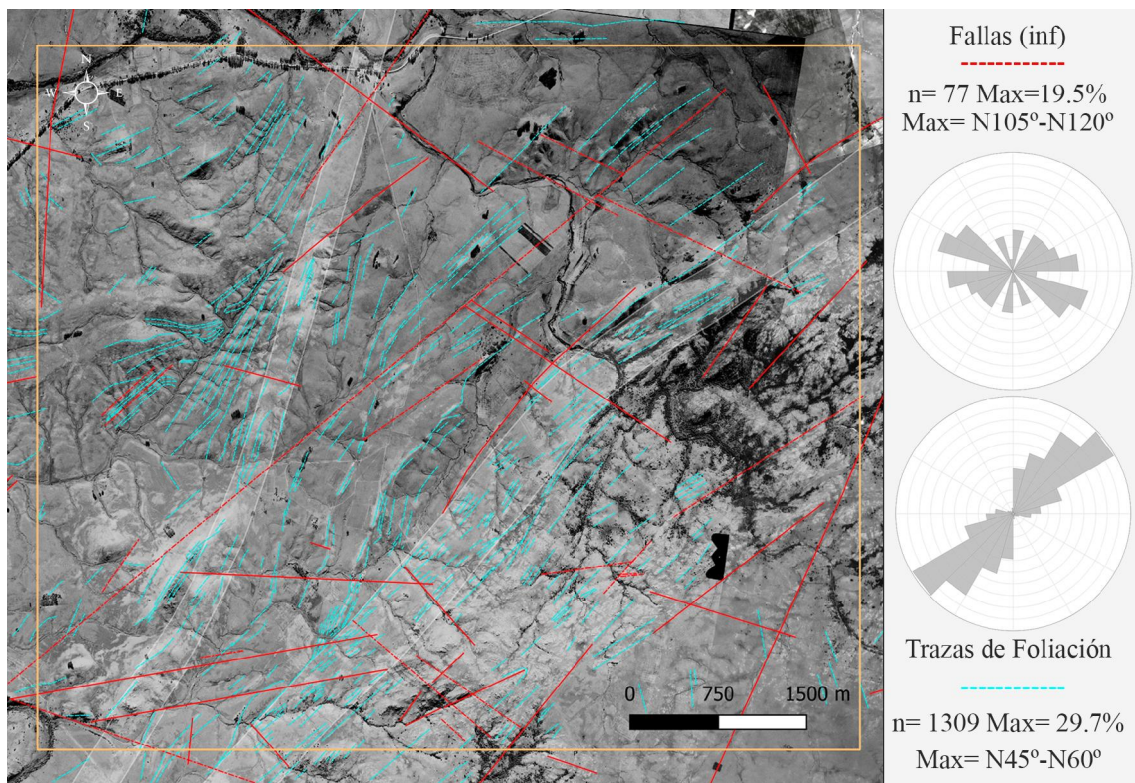 N
W E
S
0 750 1500 m
Fallas (inf)
n= 77 Max=19.5%
Max= N105º-N120º
Trazas de Foliación
n= 1309 Max= 29.7%
Max= N45º-N60º